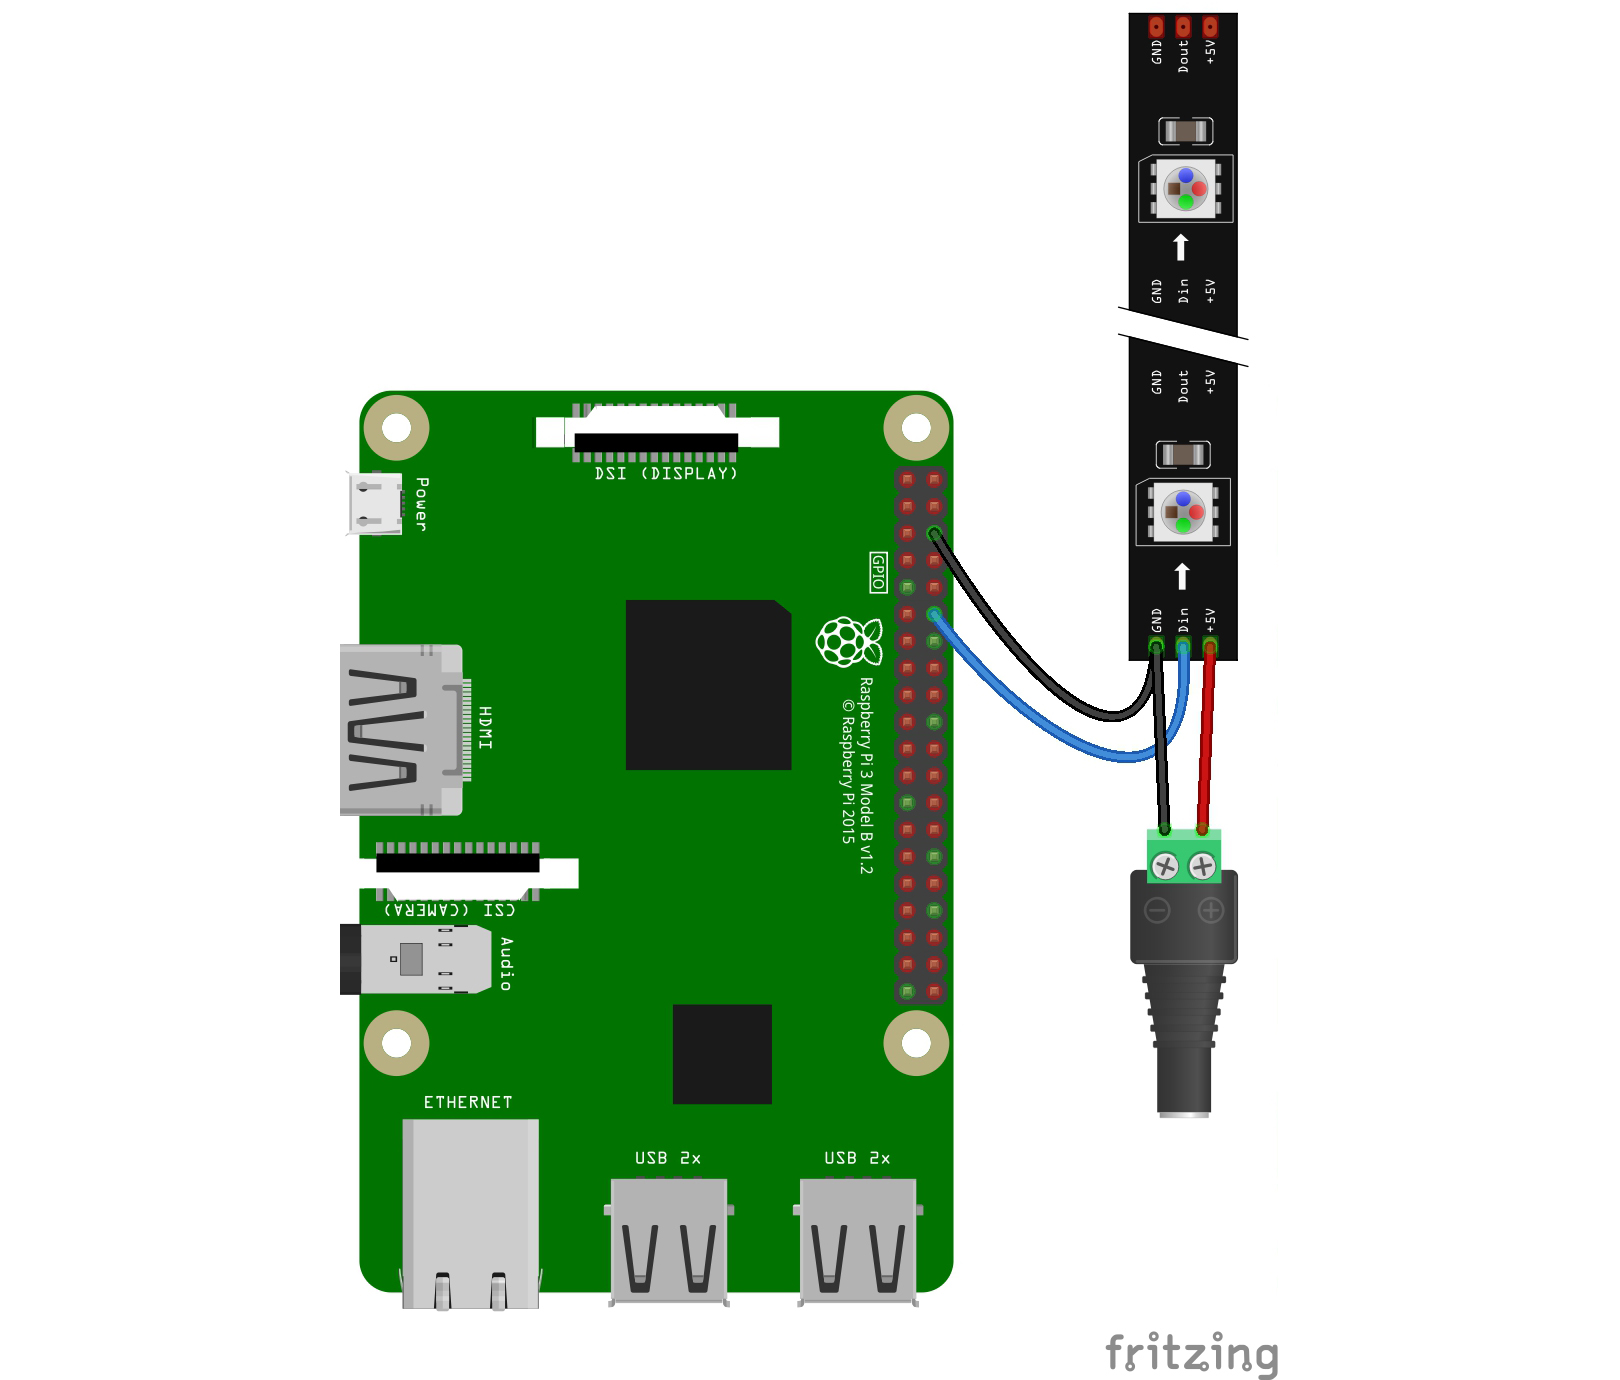 GND Dout +5V
GND Din +5V
GND Dout +5V
GND Din +5V
DSI (DISPLAY)
Power
GPIO
Raspberry Pi 3 Model B v1.2
© Raspberry Pi 2015
HDMI
CSI (CAMERA)
Audio
ETHERNET
USB 2x
USB 2x
fritzing